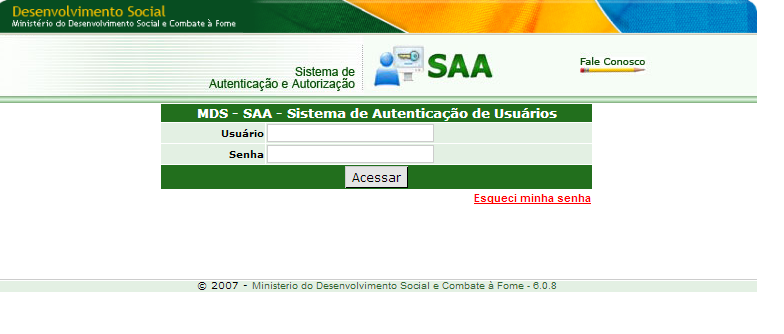 Desenvolvimento Social
Ministério do Desenvolvimento Social e Combate à Fome
Sistema de
Autenticação e Autorização
SAA
Fale Conosco
MDS - SAA - Sistema de Autenticação de Usuários
Usuário
Senha
Acessar
Esqueci minha senha
© 2007 - Ministerio do Desenvolvimento Social e Combate à Fome - 6.0.8